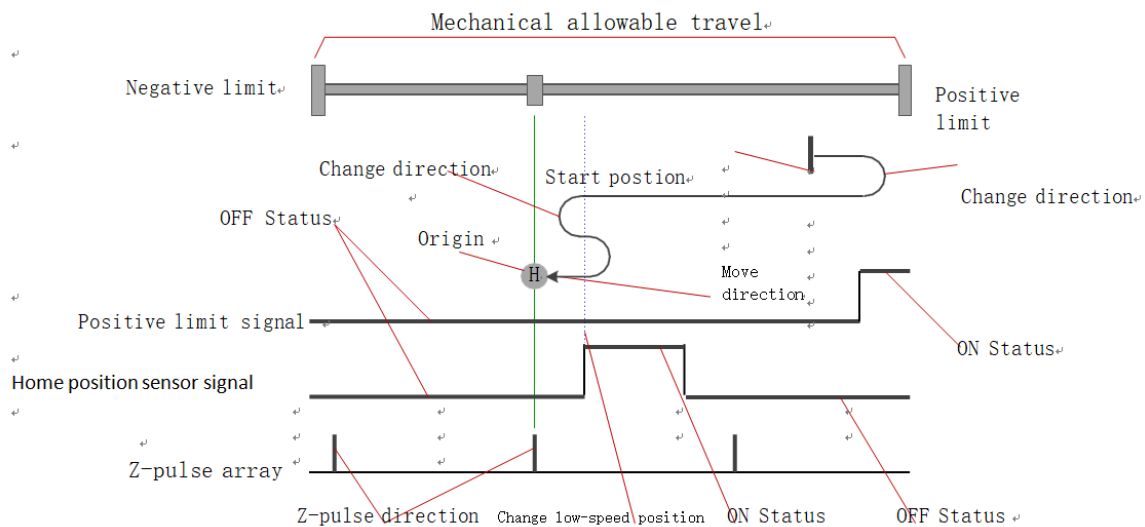 Mechanical allowable travel
Negative limit
Positive
limit
Change direction
Start postion
Change direction
OFF Status
Origin
H
Move
direction
Positive limit signal
ON Status
Home position sensor signal
Z-pulse array
Z-pulse direction
Change low-speed position
ON Status
OFF Status